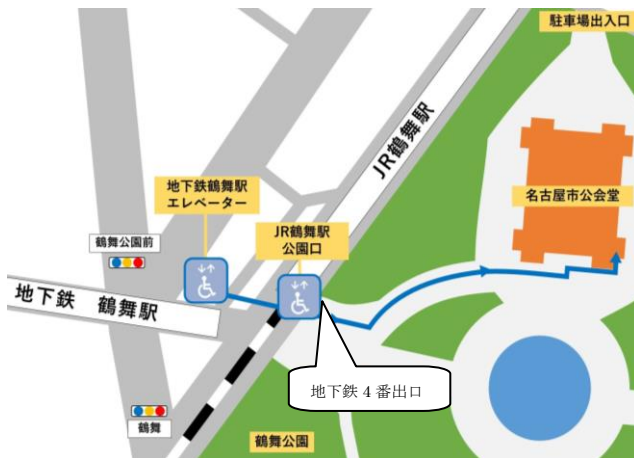 駐車場出入口
JR鶴舞駅
地下鉄鶴舞駅
エレベーター
名古屋市公会堂
JR鶴舞駅
公園口
鶴舞公園前
地下鉄 鶴舞駅
地下鉄4番出口
鶴舞
鶴舞公園